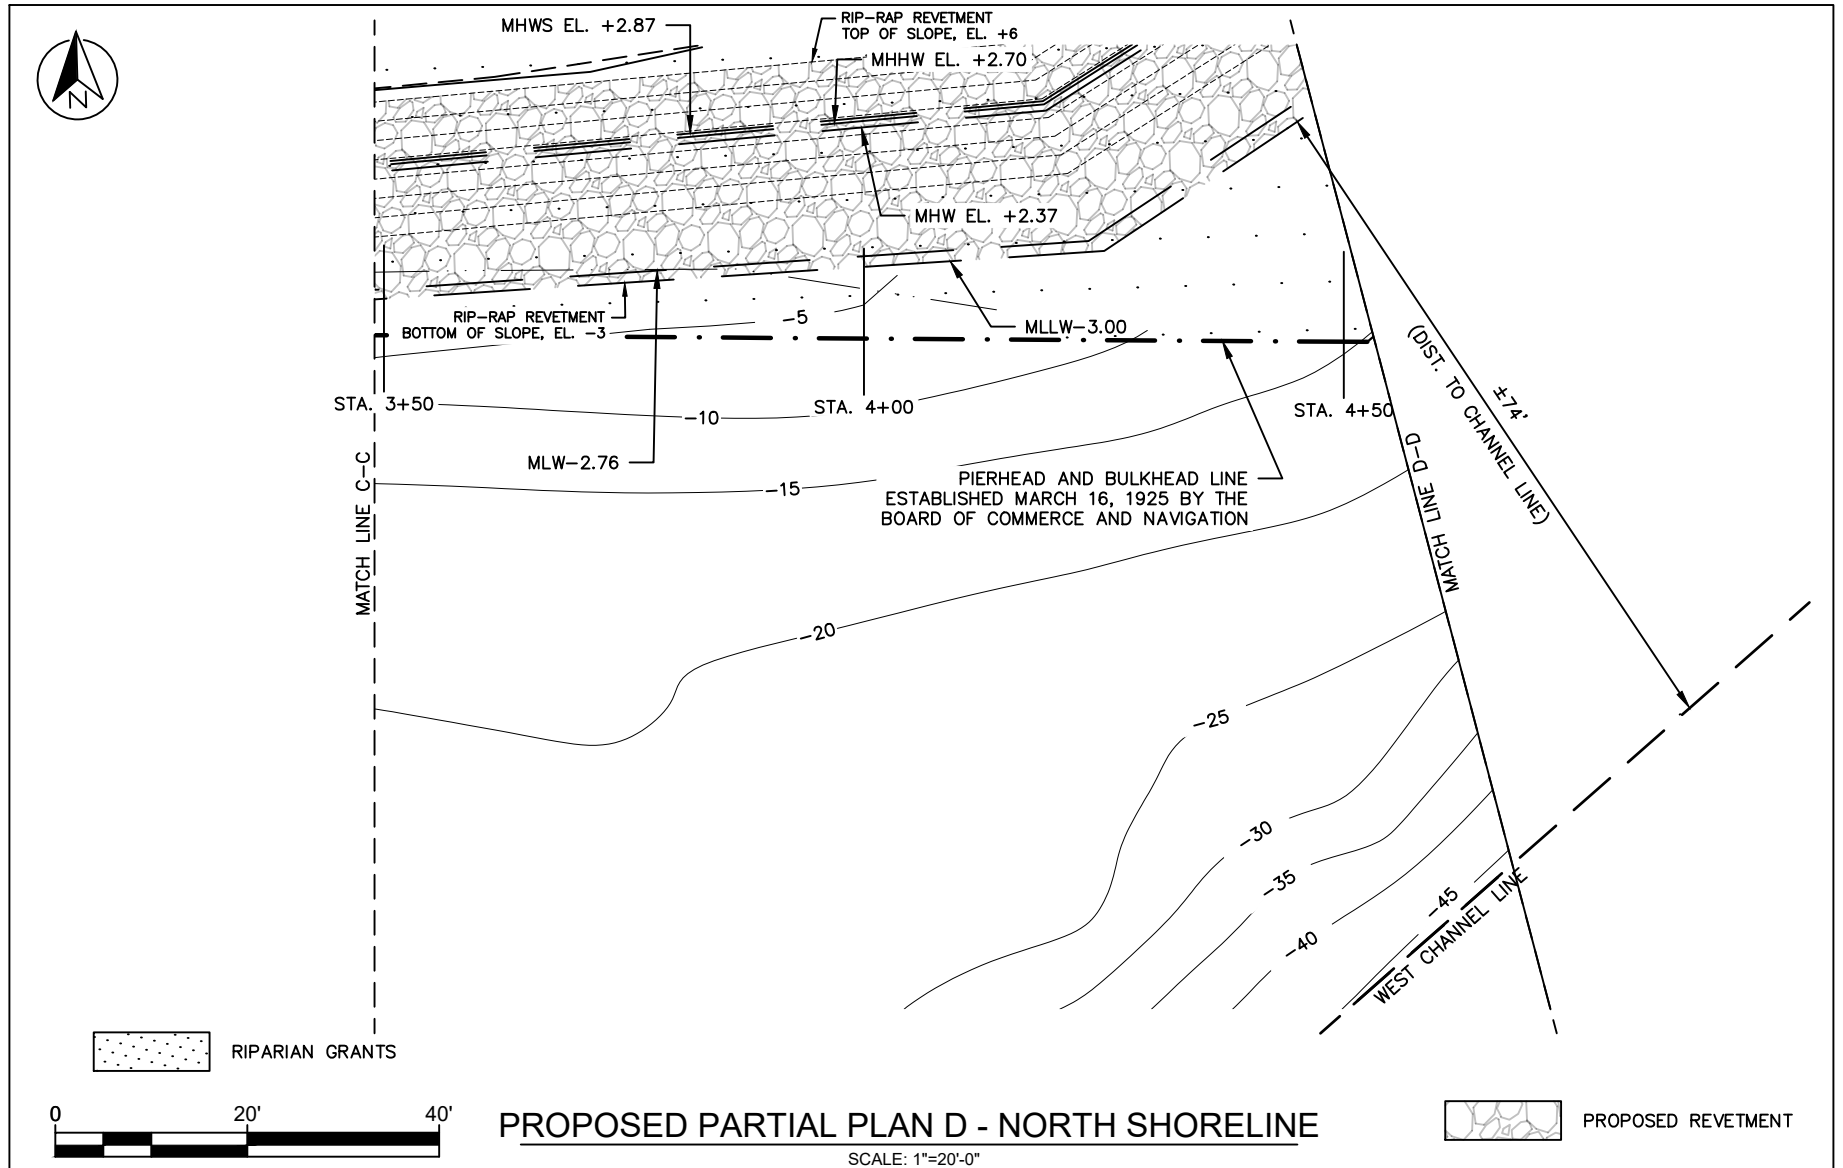 MHWS EL. +2.87
RIP-RAP REVETMENT
TOP OF SLOPE, EL. +6
MHHW EL. +2.70
N
MHW EL. +2.37
RIP-RAP REVETMENT
BOTTOM OF SLOPE, EL. -3
-5
MLLW-3.00
STA. 3+50
-10
STA. 4+00
STA. 4+50
±74'
(DIST. TO CHANNEL LINE)
MLW-2.76
-15
PIERHEAD AND BULKHEAD LINE
ESTABLISHED MARCH 16, 1925 BY THE
BOARD OF COMMERCE AND NAVIGATION
MATCH LINE C-C
MATCH LINE D-D
-20
-25
-30
-35
-40
-45
WEST CHANNEL LINE
RIPARIAN GRANTS
0 20' 40'
PROPOSED PARTIAL PLAN D - NORTH SHORELINE
SCALE: 1"=20'-0"
PROPOSED REVETMENT